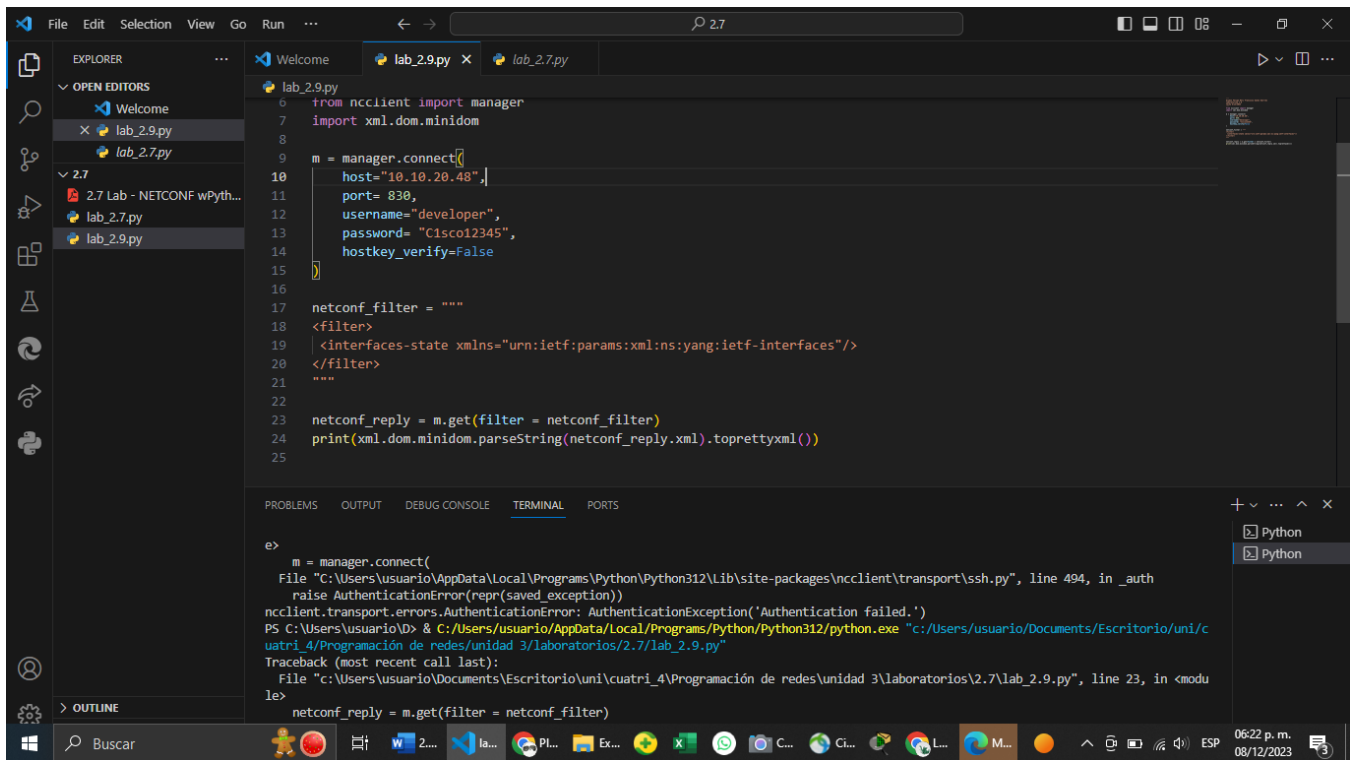 File Edit Selection View Go Run ··· ← → 2.7
EXPLORER ···
OPEN EDITORS
Welcome
lab_2.9.py
lab_2.7.py
2.7
2.7 Lab - NETCONF wPyth...
lab_2.7.py
lab_2.9.py
OUTLINE
Welcome lab_2.9.py lab_2.7.py
lab_2.9.py
6 from ncclient import manager
7 import xml.dom.minidom
8
9 m = manager.connect(
10 host="10.10.20.48",
11 port= 830,
12 username="developer",
13 password= "C1sco12345",
14 hostkey_verify=False
15 )
16
17 netconf_filter = """
18 <filter>
19 <interfaces-state xmlns="urn:ietf:params:xml:ns:yang:ietf-interfaces"/>
20 </filter>
21 """
22
23 netconf_reply = m.get(filter = netconf_filter)
24 print(xml.dom.minidom.parseString(netconf_reply.xml).toprettyxml())
25
PROBLEMS OUTPUT DEBUG CONSOLE TERMINAL PORTS
Python
Python
e>
m = manager.connect(
File "C:\Users\usuario\AppData\Local\Programs\Python\Python312\Lib\site-packages\ncclient\transport\ssh.py", line 494, in _auth
raise AuthenticationError(repr(saved_exception))
ncclient.transport.errors.AuthenticationError: AuthenticationException('Authentication failed.')
PS C:\Users\usuario\D> & C:/Users/usuario/AppData/Local/Programs/Python/Python312/python.exe "c:/Users/usuario/Documents/Escritorio/uni/c
uatri_4/Programación de redes/unidad 3/laboratorios/2.7/lab_2.9.py"
Traceback (most recent call last):
File "c:\Users\usuario\Documents\Escritorio\uni\cuatri_4\Programación de redes\unidad 3\laboratorios\2.7\lab_2.9.py", line 23, in <modu
le>
netconf_reply = m.get(filter = netconf_filter)
Buscar 2.... la... Pl... Ex... C... Ci... L... M... ESP 06:22 p. m.
08/12/2023 3